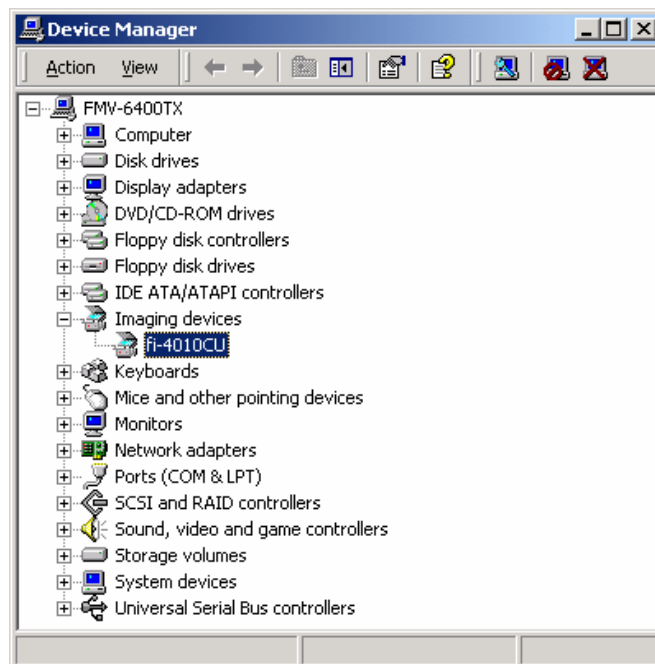 Device Manager
Action View
FMV-6400TX
Computer
Disk drives
Display adapters
DVD/CD-ROM drives
Floppy disk controllers
Floppy disk drives
IDE ATA/ATAPI controllers
Imaging devices
fi-4010CU
Keyboards
Mice and other pointing devices
Monitors
Network adapters
Ports (COM & LPT)
SCSI and RAID controllers
Sound, video and game controllers
Storage volumes
System devices
Universal Serial Bus controllers